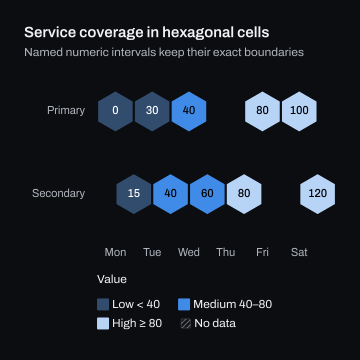 Service coverage in hexagonal cells
Named numeric intervals keep their exact boundaries
Primary 0 30 40 80 100
Secondary 15 40 60 80 120
Mon Tue Wed Thu Fri Sat
Value
Low < 40 Medium 40–80
High ≥ 80 No data